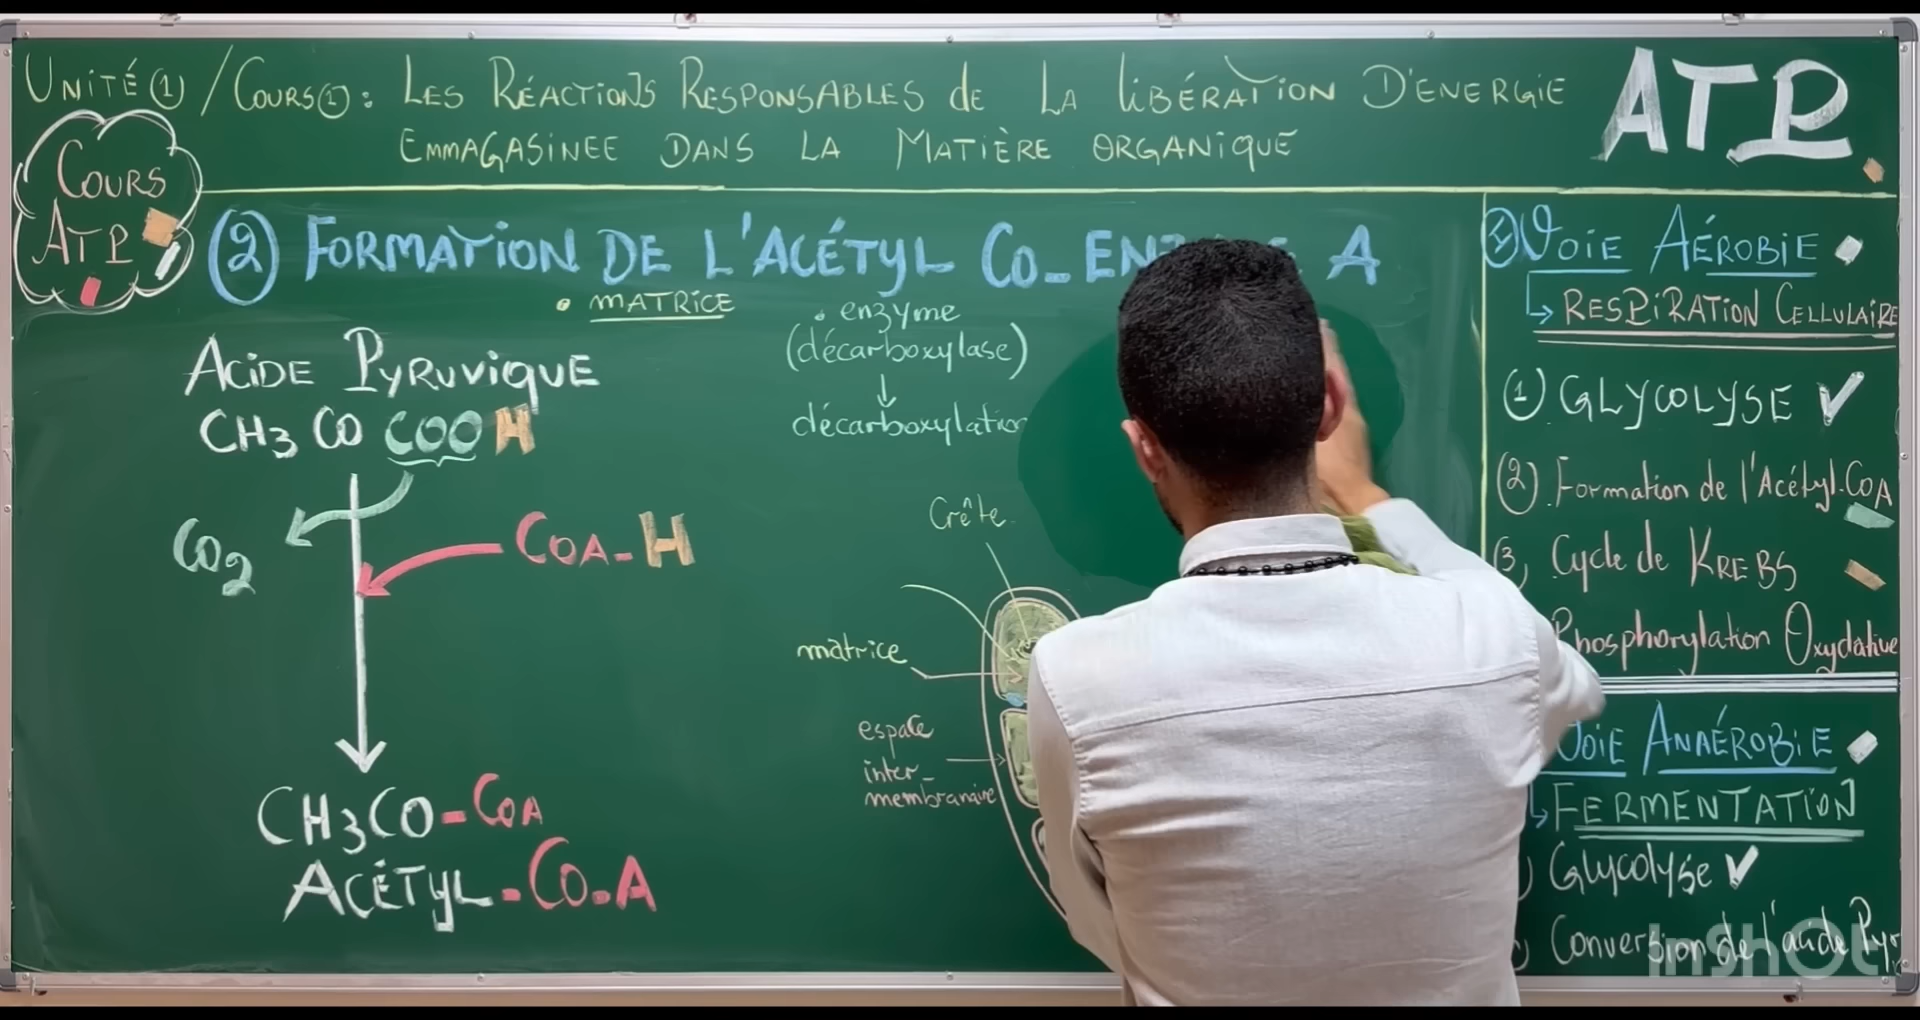 UNITÉ ① / COURS ① : LES RÉACTIONS RESPONSABLES de LA LIBÉRATION D'ENERGIE
EMMAGASINEE DANS LA MATIÈRE ORGANIQUE
ATP
COURS
ATP
② FORMATION DE L'ACÉTYL CO_EN A
• MATRICE
• enzyme
(décarboxylase)
↓
décarboxylation
ACIDE PYRUVIQUE
CH3 CO COO H
CO2
COA-H
CH3CO-COA
ACÉTYL-CO-A
Crête
matrice
espace
inter_
membranaire
① VOIE AÉROBIE
↳ RESPIRATION CELLULAIRE
① GLYCOLYSE ✓
② Formation de l'Acétyl.COA
3, Cycle de KREBS
Phosphorylation Oxydative
VOIE ANAÉROBIE
↳ FERMENTATION
) Glycolyse ✓
) Conversion de l'acide Pyr
InShOt